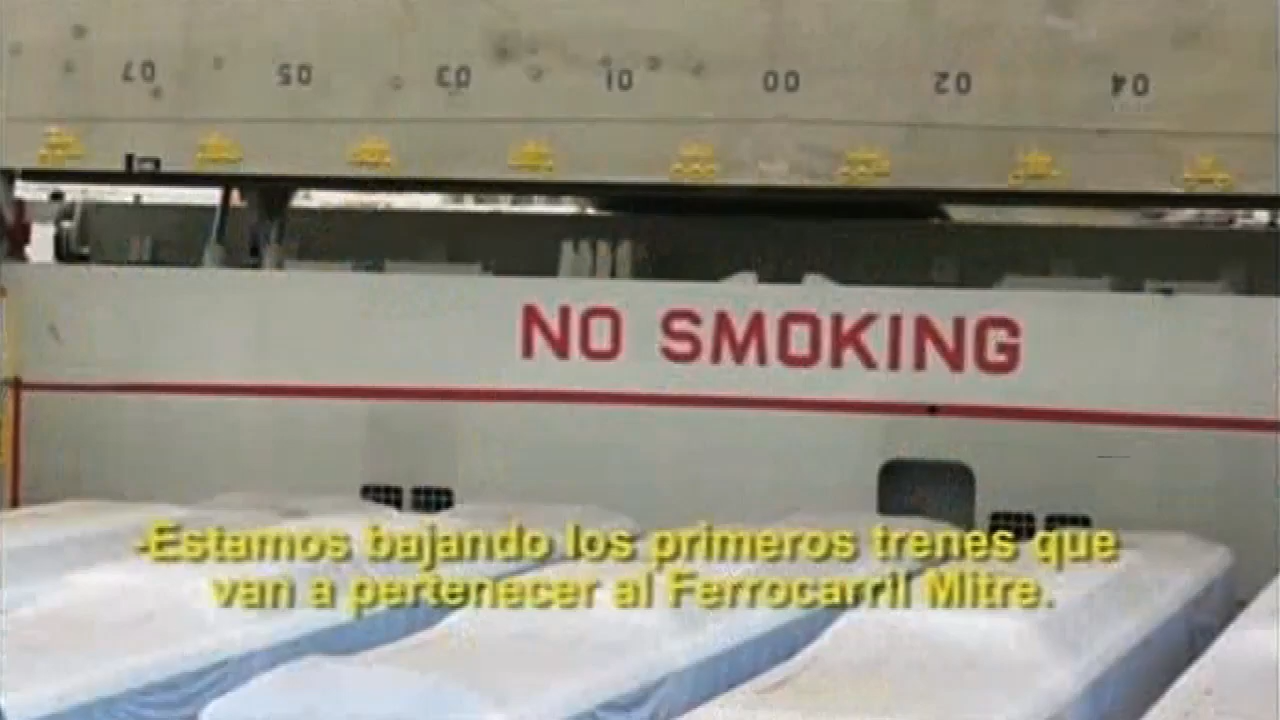 07 05 03 01 00 02 04
NO SMOKING
-Estamos bajando los primeros trenes que
van a pertenecer al Ferrocarril Mitre.